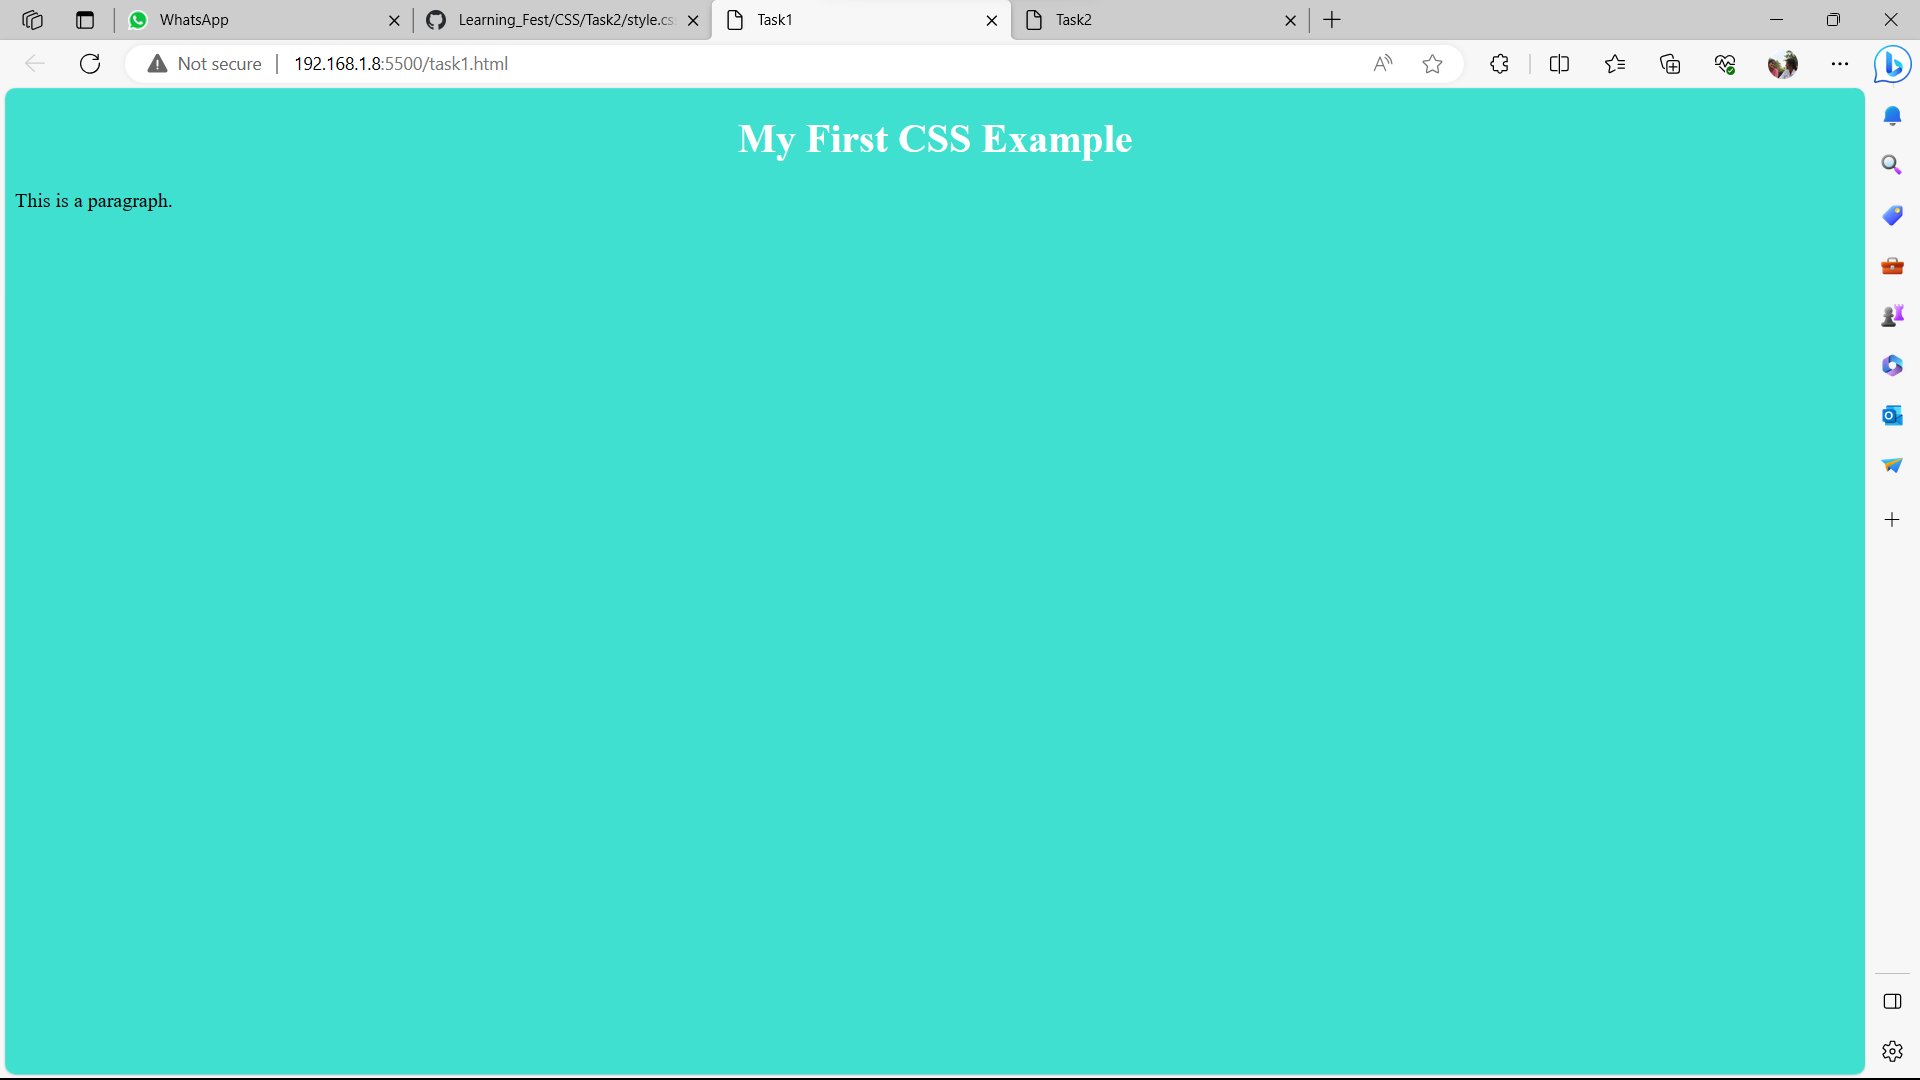 WhatsApp
Learning_Fest/CSS/Task2/style.cs
Task1
Task2
Not secure
192.168.1.8:5500/task1.html
My First CSS Example
This is a paragraph.